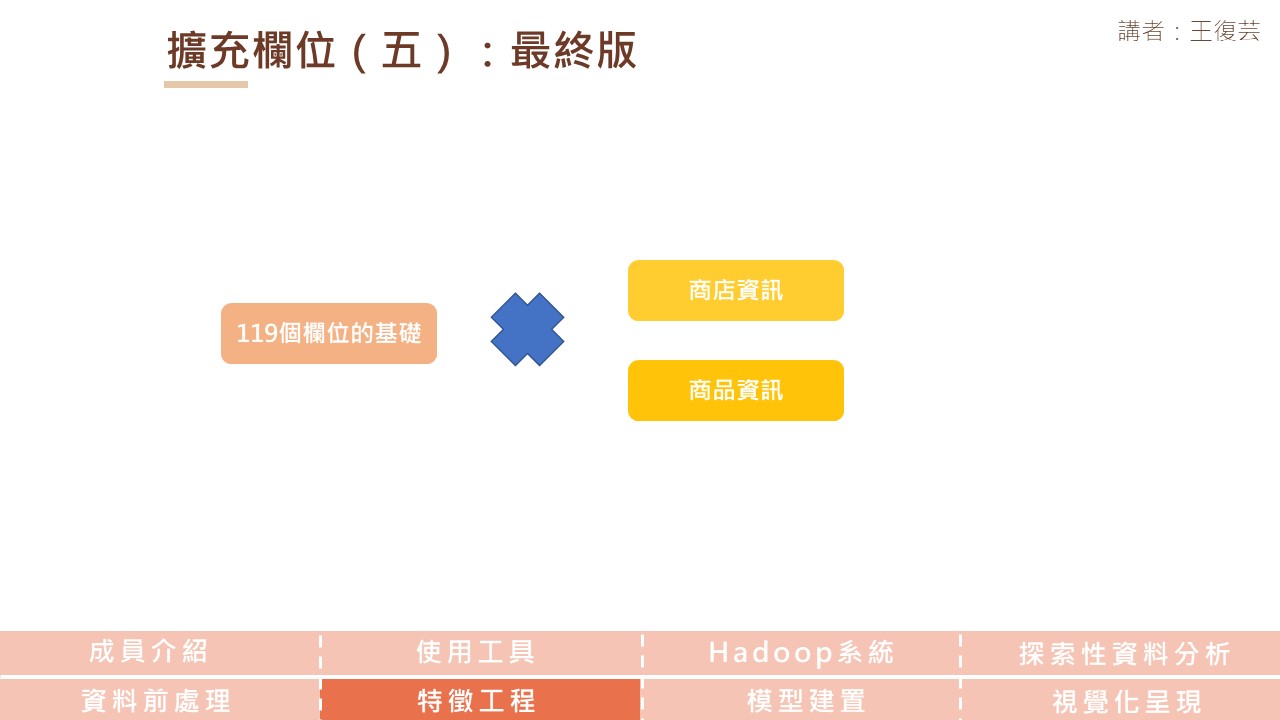 擴充欄位（五）：最終版
講者：王復芸
119個欄位的基礎
商店資訊
商品資訊
成員介紹
使用工具
Hadoop系統
探索性資料分析
資料前處理
特徵工程
模型建置
視覺化呈現